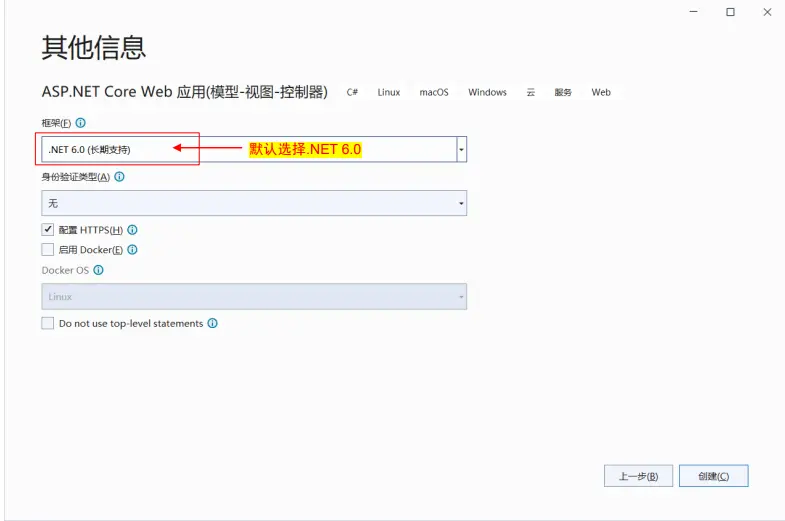 其他信息
ASP.NET Core Web 应用(模型-视图-控制器) C# Linux macOS Windows 云 服务 Web
框架(F)
.NET 6.0 (长期支持) 默认选择.NET 6.0
身份验证类型(A)
无
配置 HTTPS(H)
启用 Docker(E)
Docker OS
Linux
Do not use top-level statements
上一步(B) 创建(C)